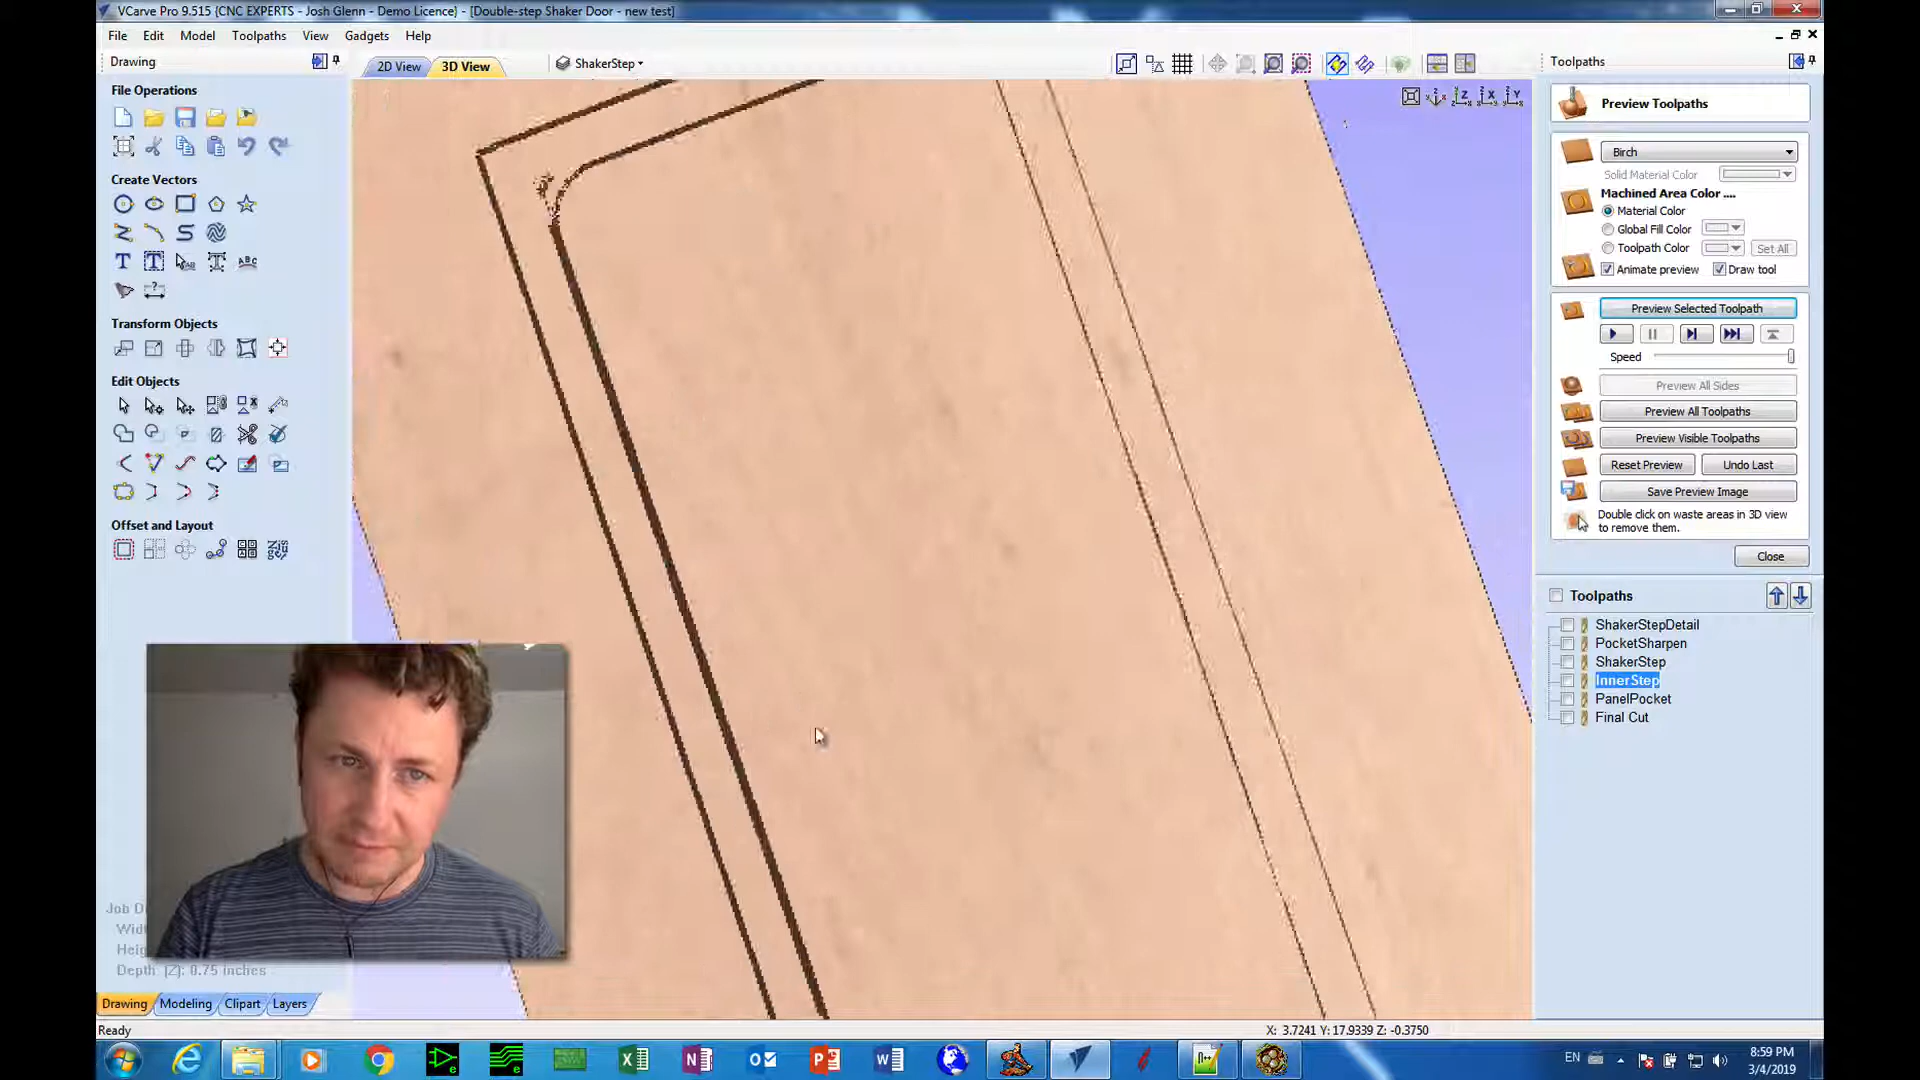 VCarve Pro 9.515 {CNC EXPERTS - Josh Glenn - Demo Licence} - [Double-step Shaker Door - new test]
File Edit Model Toolpaths View Gadgets Help
Drawing
2D View 3D View ShakerStep
Toolpaths
File Operations
Create Vectors
Transform Objects
Edit Objects
Offset and Layout
Depth (Z): 0.75 inches
Drawing Modeling Clipart Layers
Ready
X: 3.7241 Y: 17.9339 Z: -0.3750
Preview Toolpaths
Birch
Solid Material Color
Machined Area Color ....
Material Color
Global Fill Color
Toolpath Color Set All
Animate preview Draw tool
Preview Selected Toolpath
Speed
Preview All Sides
Preview All Toolpaths
Preview Visible Toolpaths
Reset Preview Undo Last
Save Preview Image
Double click on waste areas in 3D view
to remove them.
Close
Toolpaths
ShakerStepDetail
PocketSharpen
ShakerStep
InnerStep
PanelPocket
Final Cut
EN
8:59 PM
3/4/2019